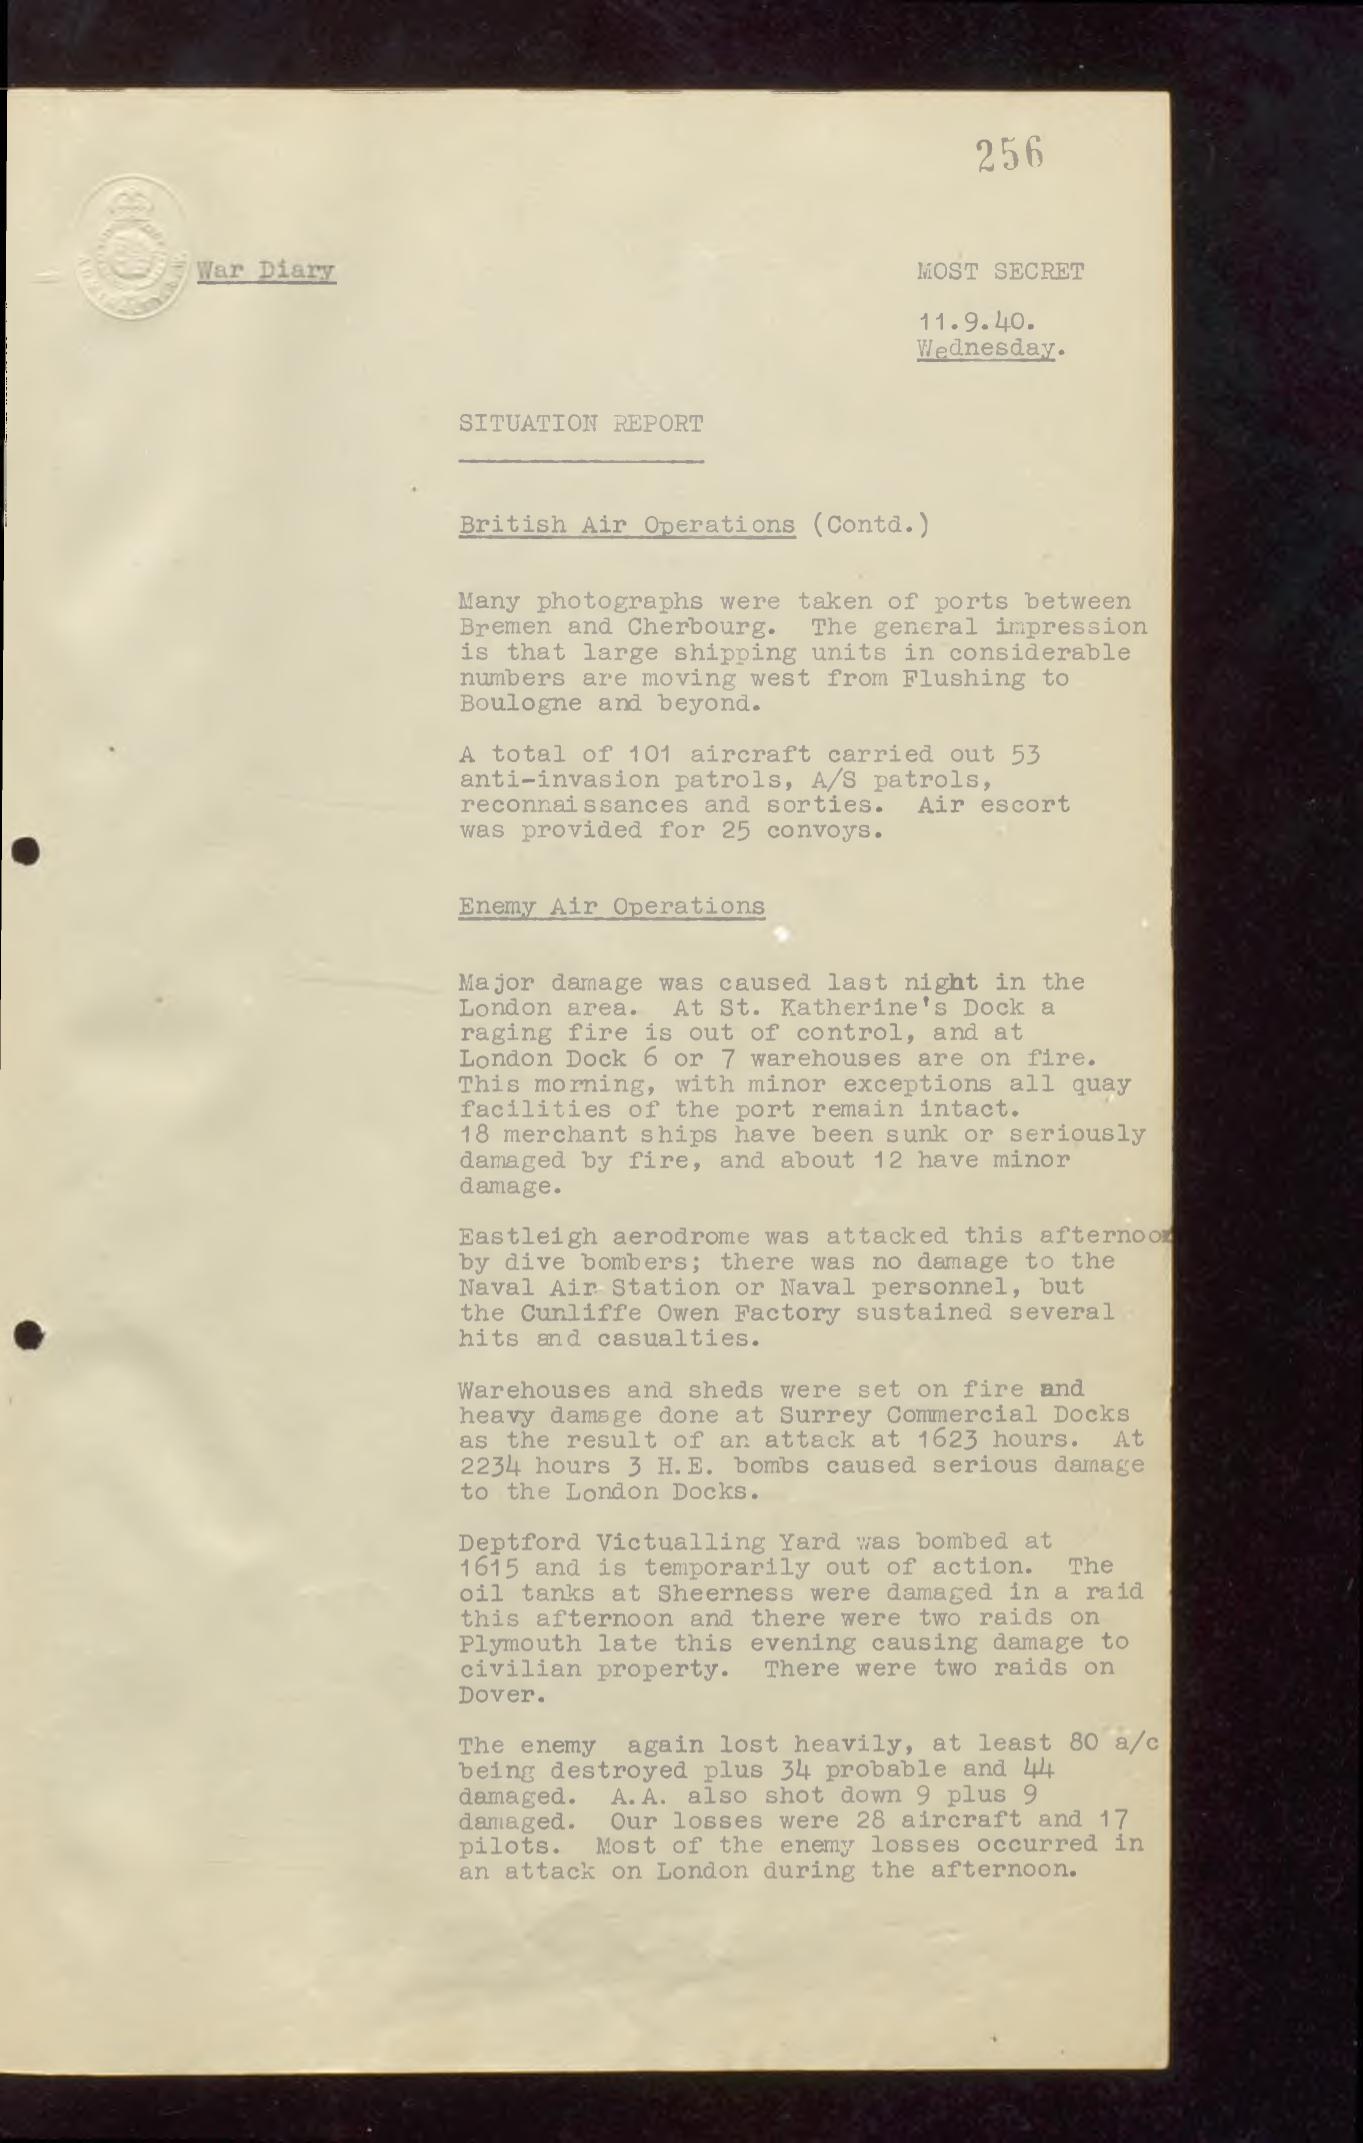 256
War Diary
MOST SECRET
11.9.40.
Wednesday.
SITUATION REPORT
British Air Operations (Contd.)
Many photographs were taken of ports between
Bremen and Cherbourg. The general impression
is that large shipping units in considerable
numbers are moving west from Flushing to
Boulogne and beyond.
A total of 101 aircraft carried out 53
anti-invasion patrols, A/S patrols,
reconnaissances and sorties. Air escort
was provided for 25 convoys.
Enemy Air Operations
Major damage was caused last night in the
London area. At St. Katherine's Dock a
raging fire is out of control, and at
London Dock 6 or 7 warehouses are on fire.
This morning, with minor exceptions all quay
facilities of the port remain intact.
18 merchant ships have been sunk or seriously
damaged by fire, and about 12 have minor
damage.
Eastleigh aerodrome was attacked this afternoon
by dive bombers; there was no damage to the
Naval Air Station or Naval personnel, but
the Cunliffe Owen Factory sustained several
hits and casualties.
Warehouses and sheds were set on fire and
heavy damage done at Surrey Commercial Docks
as the result of an attack at 1623 hours. At
2234 hours 3 H.E. bombs caused serious damage
to the London Docks.
Deptford Victualling Yard was bombed at
1615 and is temporarily out of action. The
oil tanks at Sheerness were damaged in a raid
this afternoon and there were two raids on
Plymouth late this evening causing damage to
civilian property. There were two raids on
Dover.
The enemy again lost heavily, at least 80 a/c
being destroyed plus 34 probable and 44
damaged. A.A. also shot down 9 plus 9
damaged. Our losses were 28 aircraft and 17
pilots. Most of the enemy losses occurred in
an attack on London during the afternoon.